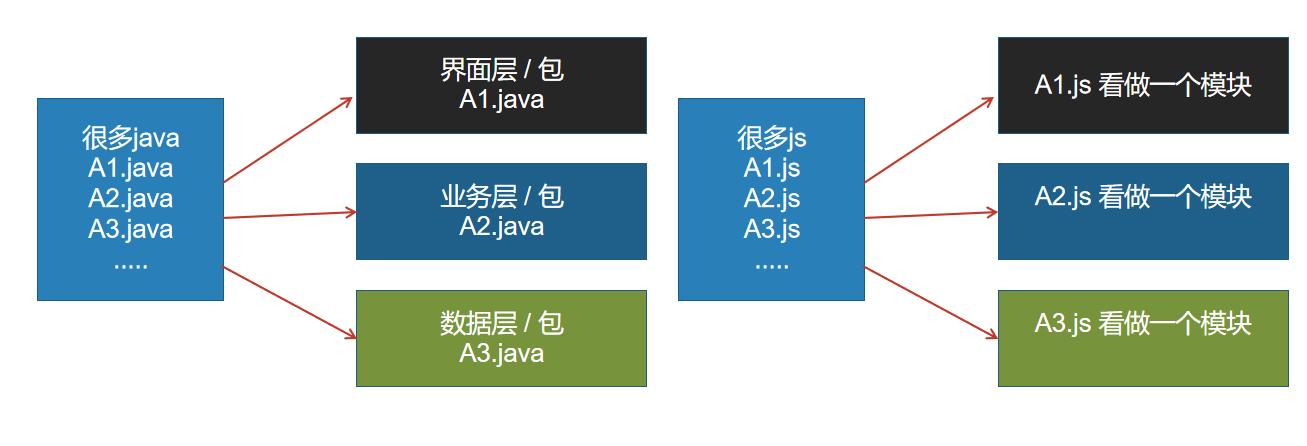 很多java
A1.java
A2.java
A3.java
.....
界面层 / 包
A1.java
业务层 / 包
A2.java
数据层 / 包
A3.java
很多js
A1.js
A2.js
A3.js
.....
A1.js 看做一个模块
A2.js 看做一个模块
A3.js 看做一个模块